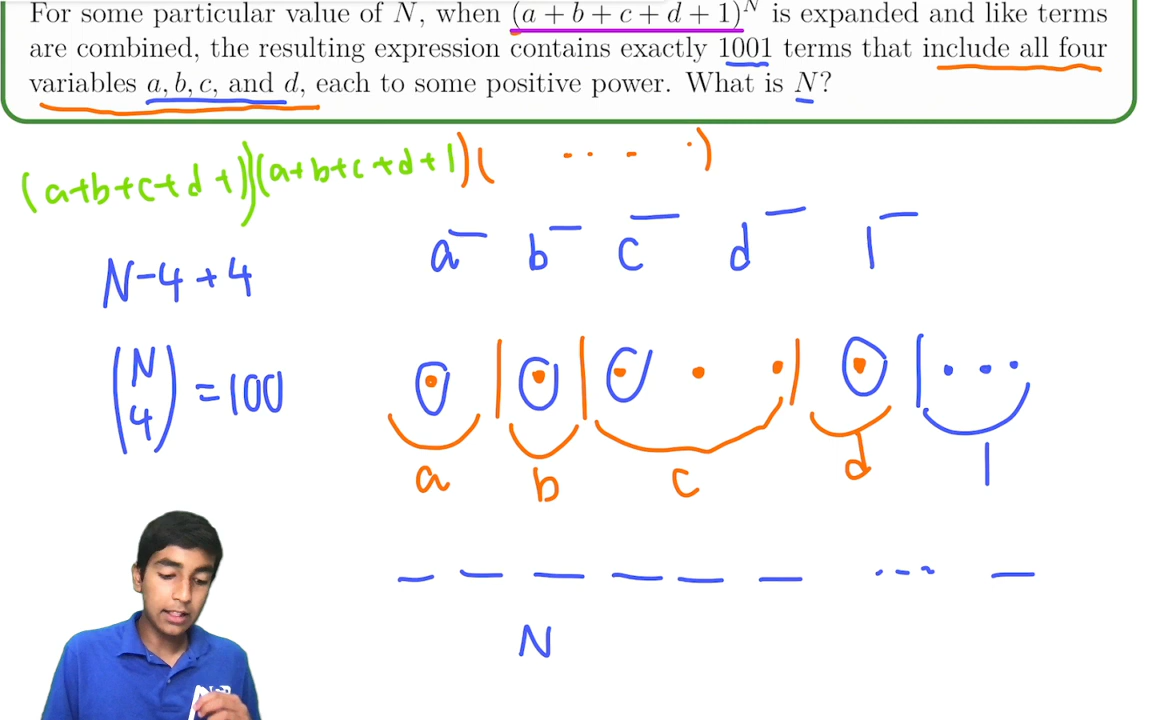 For some particular value of N, when (a + b + c + d + 1)^N is expanded and like terms
are combined, the resulting expression contains exactly 1001 terms that include all four
variables a, b, c, and d, each to some positive power. What is N?
(a+b+c+d+1)(a+b+c+d+1)( ... )
a b c d 1
N-4+4
(N 4) = 100
a b c d 1
N